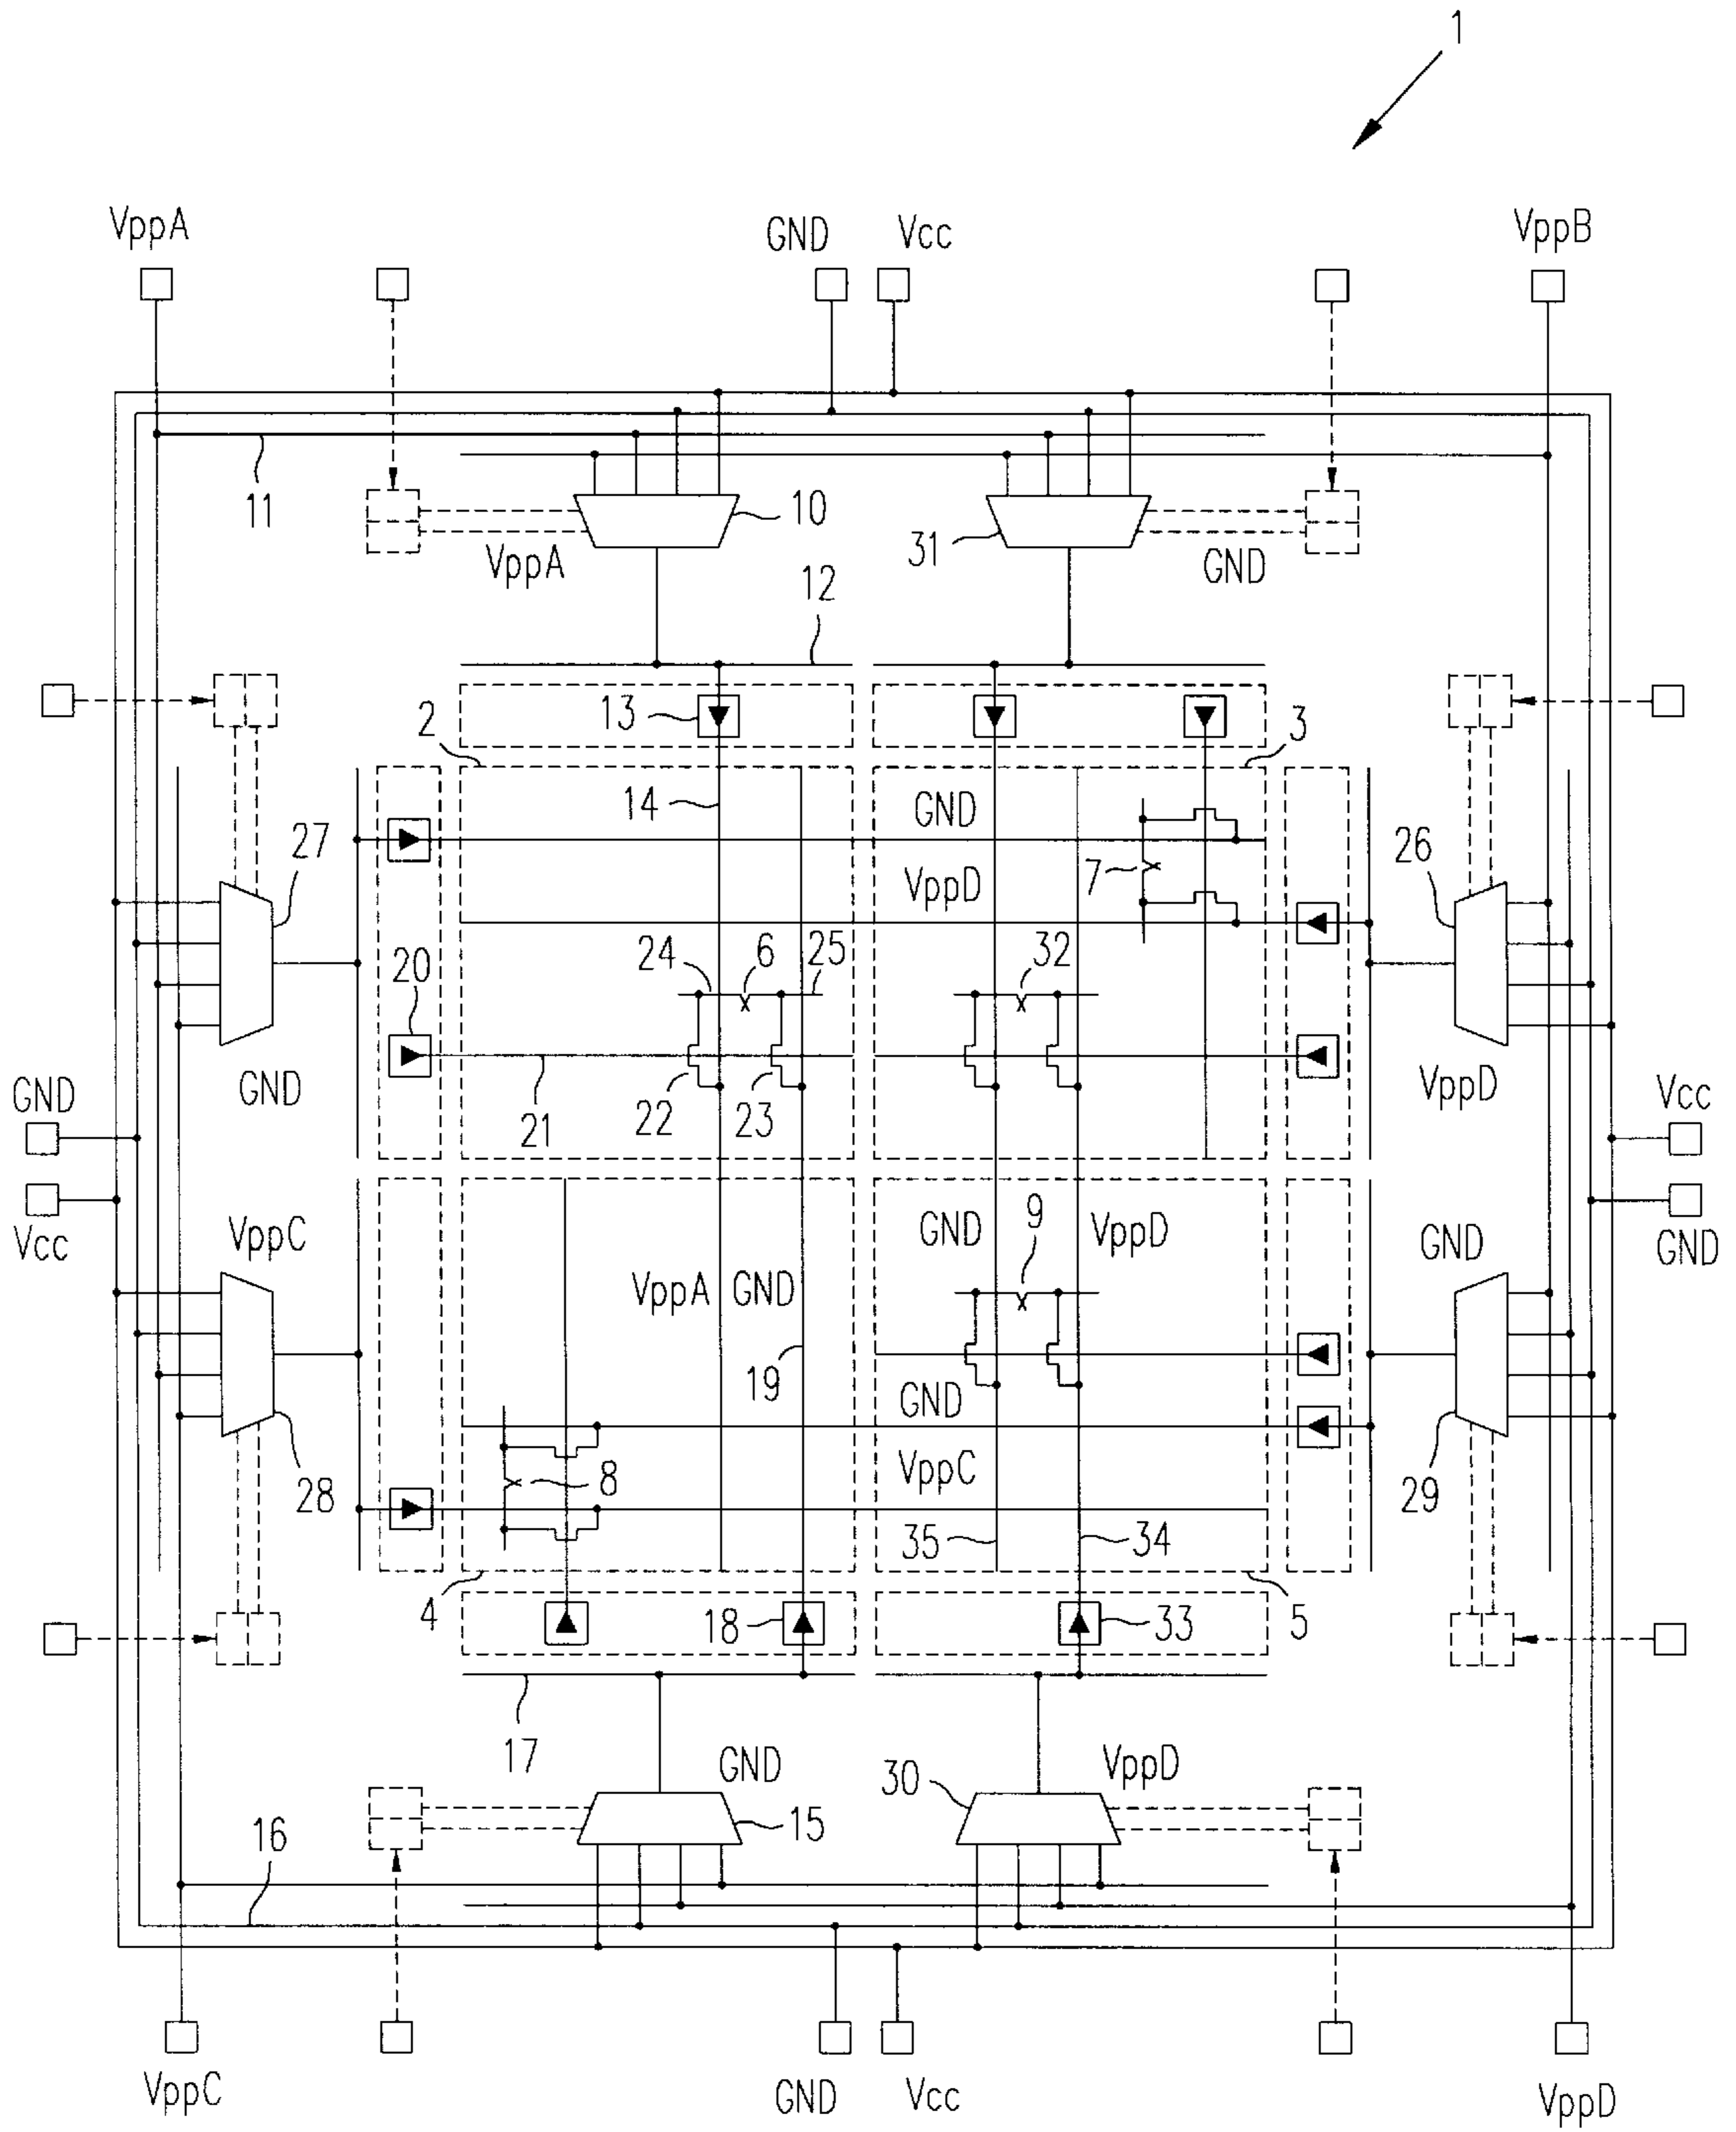 1
VppA
GND
Vcc
VppB
11
VppA
10
31
GND
12
2
13
3
14
GND
27
7
26
VppD
20
24
6
25
32
GND
21
22
23
VppD
GND
Vcc
Vcc
VppC
GND
9
VppD
GND
GND
VppA
GND
19
GND
28
8
VppC
29
35
34
4
18
33
5
17
GND
30
VppD
16
15
VppC
GND
Vcc
VppD